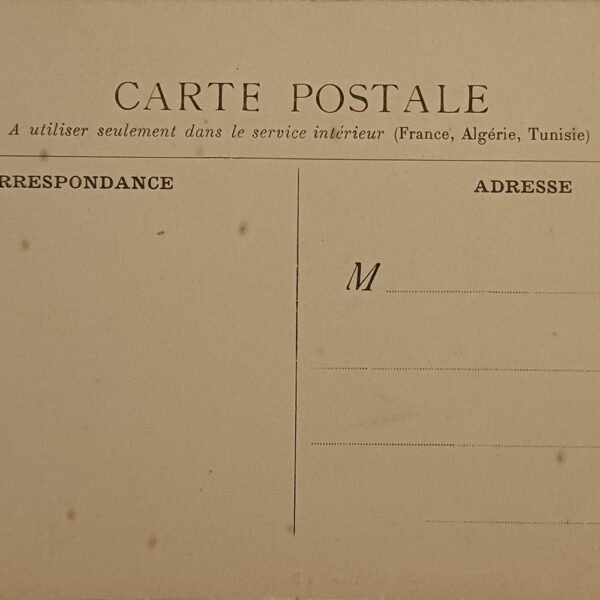 CARTE POSTALE
A utiliser seulement dans le service intérieur (France, Algérie, Tunisie)
RRESPONDANCE
ADRESSE
M